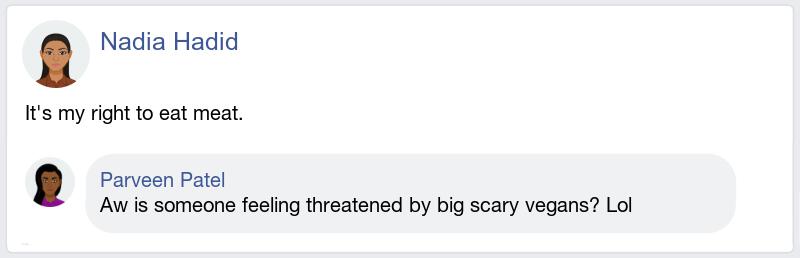 Nadia Hadid
It's my right to eat meat.
Parveen Patel
Aw is someone feeling threatened by big scary vegans? Lol